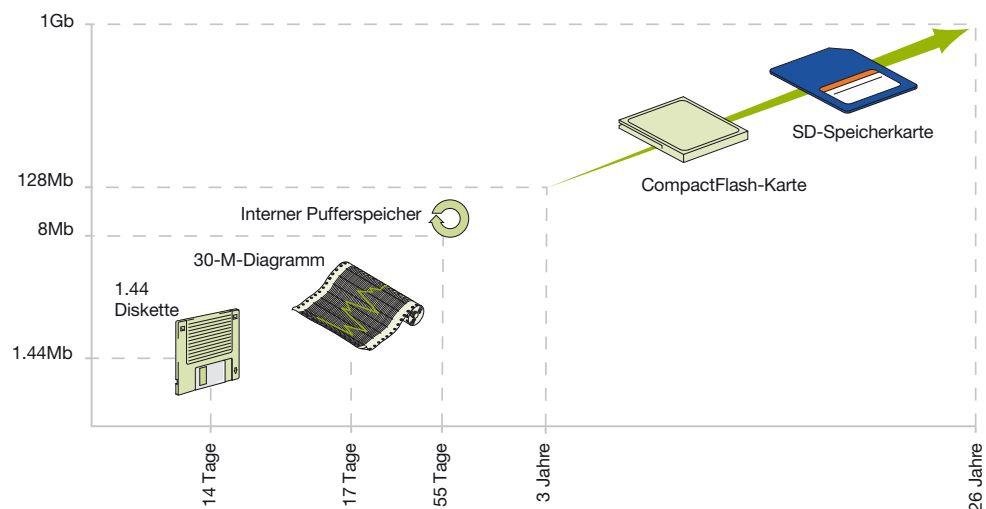 1Gb
SD-Speicherkarte
CompactFlash-Karte
128Mb
Interner Pufferspeicher
8Mb
30-M-Diagramm
1.44
Diskette
1.44Mb
14 Tage
17 Tage
55 Tage
3 Jahre
26 Jahre